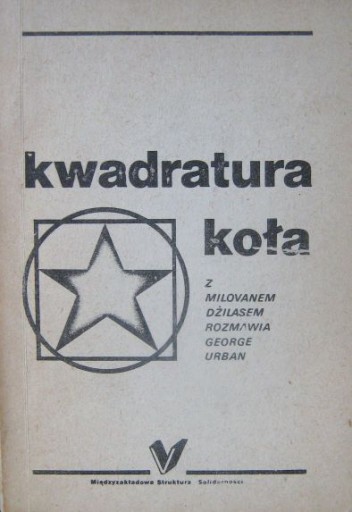 kwadratura
koła
Z
MILOVANEM
DŻILASEM
ROZMAWIA
GEORGE
URBAN
Międzyzakładowa Struktura Solidarności